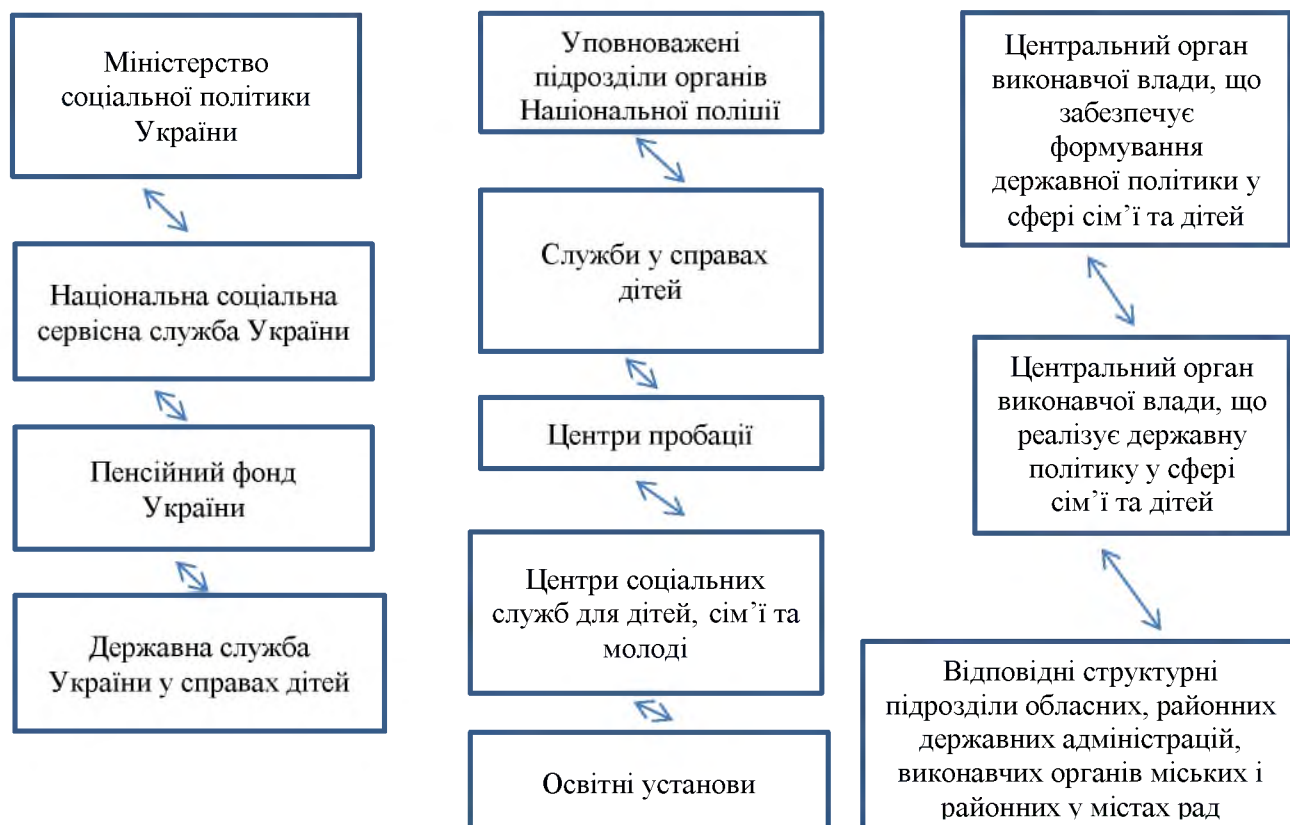 Міністерство
соціальної політики
України
Національна соціальна
сервісна служба України
Пенсійний фонд
України
Державна служба
України у справах дітей
Уповноважені
підрозділи органів
Національної поліції
Служби у справах
дітей
Центри пробації
Центри соціальних
служб для дітей, сім’ї та
молоді
Освітні установи
Центральний орган
виконавчої влади, що
забезпечує
формування
державної політики у
сфері сім’ї та дітей
Центральний орган
виконавчої влади, що
реалізує державну
політику у сфері
сім’ї та дітей
Відповідні структурні
підрозділи обласних, районних
державних адміністрацій,
виконавчих органів міських і
районних у містах рад